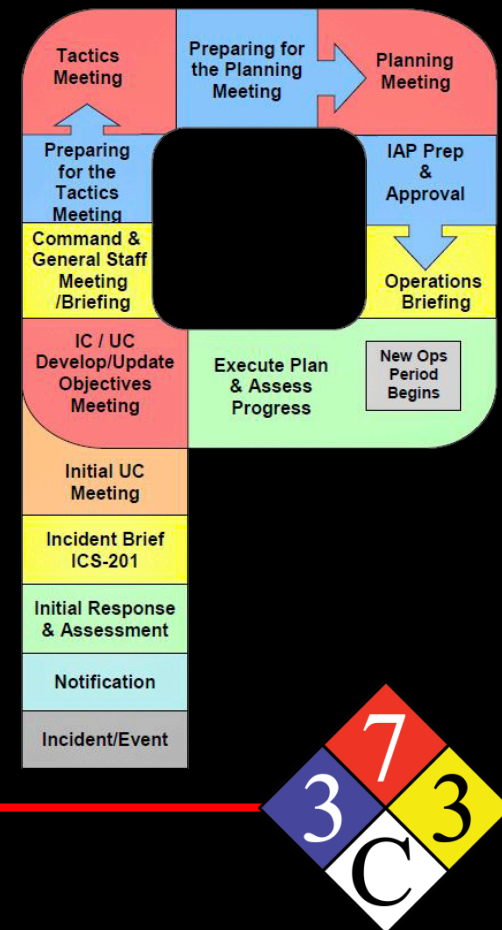 Tactics
Meeting
Preparing for
the Planning
Meeting
Planning
Meeting
Preparing
for the
Tactics
Meeting
IAP Prep
&
Approval
Command &
General Staff
Meeting
/Briefing
Operations
Briefing
IC / UC
Develop/Update
Objectives
Meeting
Execute Plan
& Assess
Progress
New Ops
Period
Begins
Initial UC
Meeting
Incident Brief
ICS-201
Initial Response
& Assessment
Notification
Incident/Event
7
3
3
C